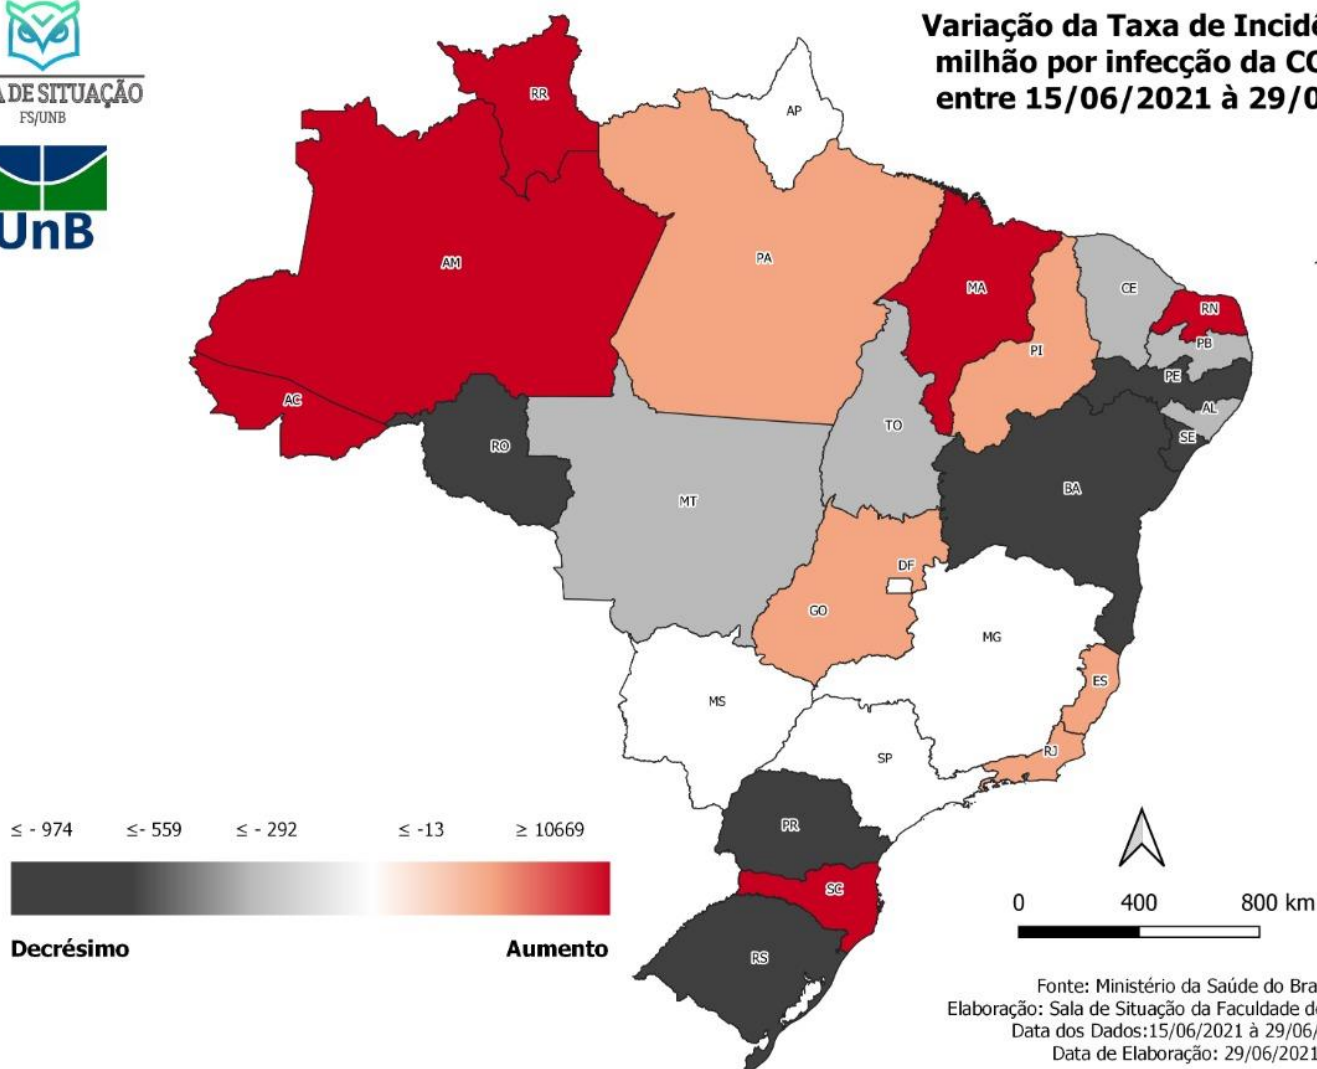 Variação da Taxa de Incidê
milhão por infecção da CO
entre 15/06/2021 à 29/0
A DE SITUAÇÃO
FS/UNB
UnB
RR
AP
AM
PA
MA
CE
RN
PI
PB
PE
AC
AL
TO
SE
RO
BA
MT
DF
GO
MG
ES
MS
RJ
SP
PR
SC
RS
≤ - 974 ≤- 559 ≤ - 292 ≤ -13 ≥ 10669
Decréscimo Aumento
0 400 800 km
Fonte: Ministério da Saúde do Bra
Elaboração: Sala de Situação da Faculdade d
Data dos Dados:15/06/2021 à 29/06/
Data de Elaboração: 29/06/2021